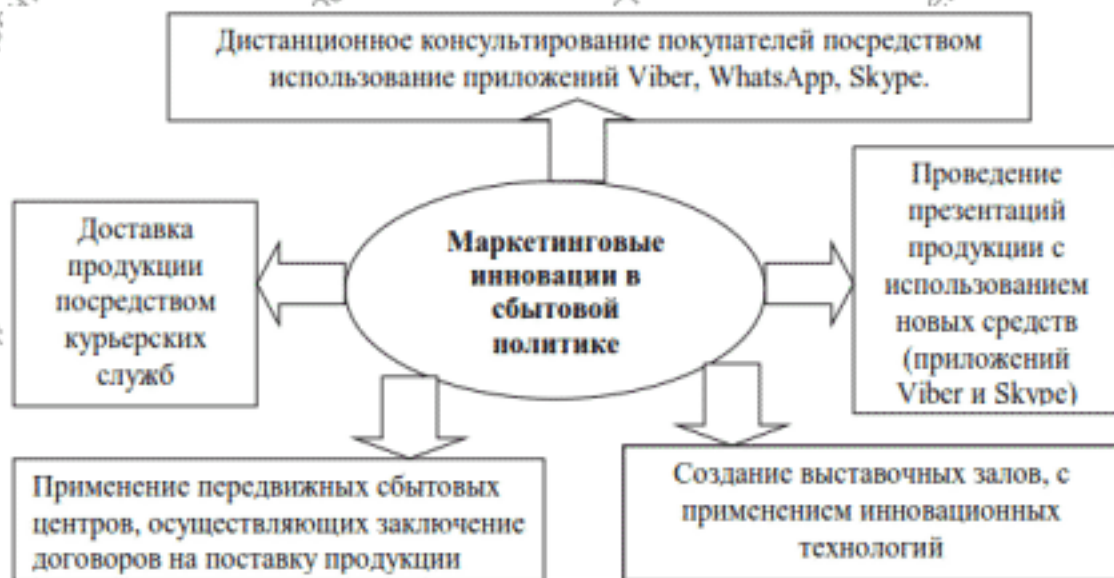 Дистанционное консультирование покупателей посредством
использование приложений Viber, WhatsApp, Skype.
Доставка
продукции
посредством
курьерских
служб
Маркетинговые
инновации в
сбытовой
политике
Проведение
презентаций
продукции с
использованием
новых средств
(приложений
Viber и Skype)
Применение передвижных сбытовых
центров, осуществляющих заключение
договоров на поставку продукции
Создание выставочных залов, с
применением инновационных
технологий